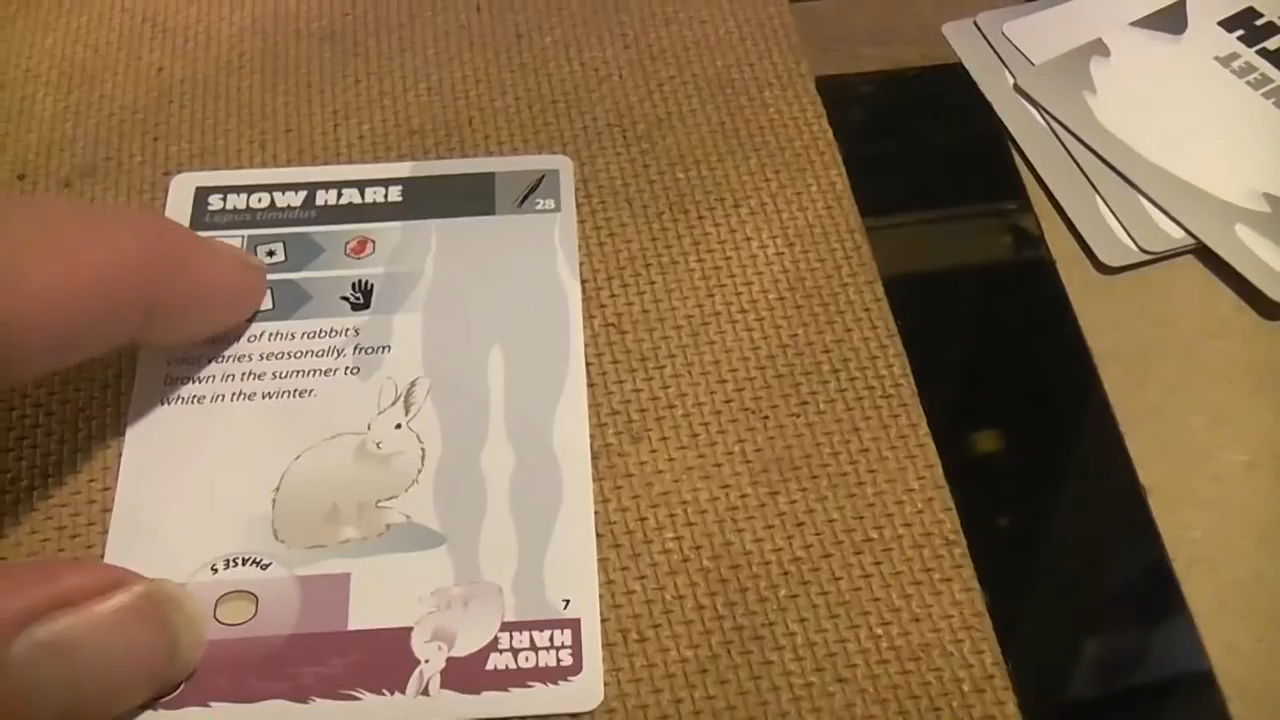 SNOW HARE
Lepus timidus
28
of this rabbit's
varies seasonally, from
brown in the summer to
white in the winter.
PHASE 5
7
SNOW
HARE